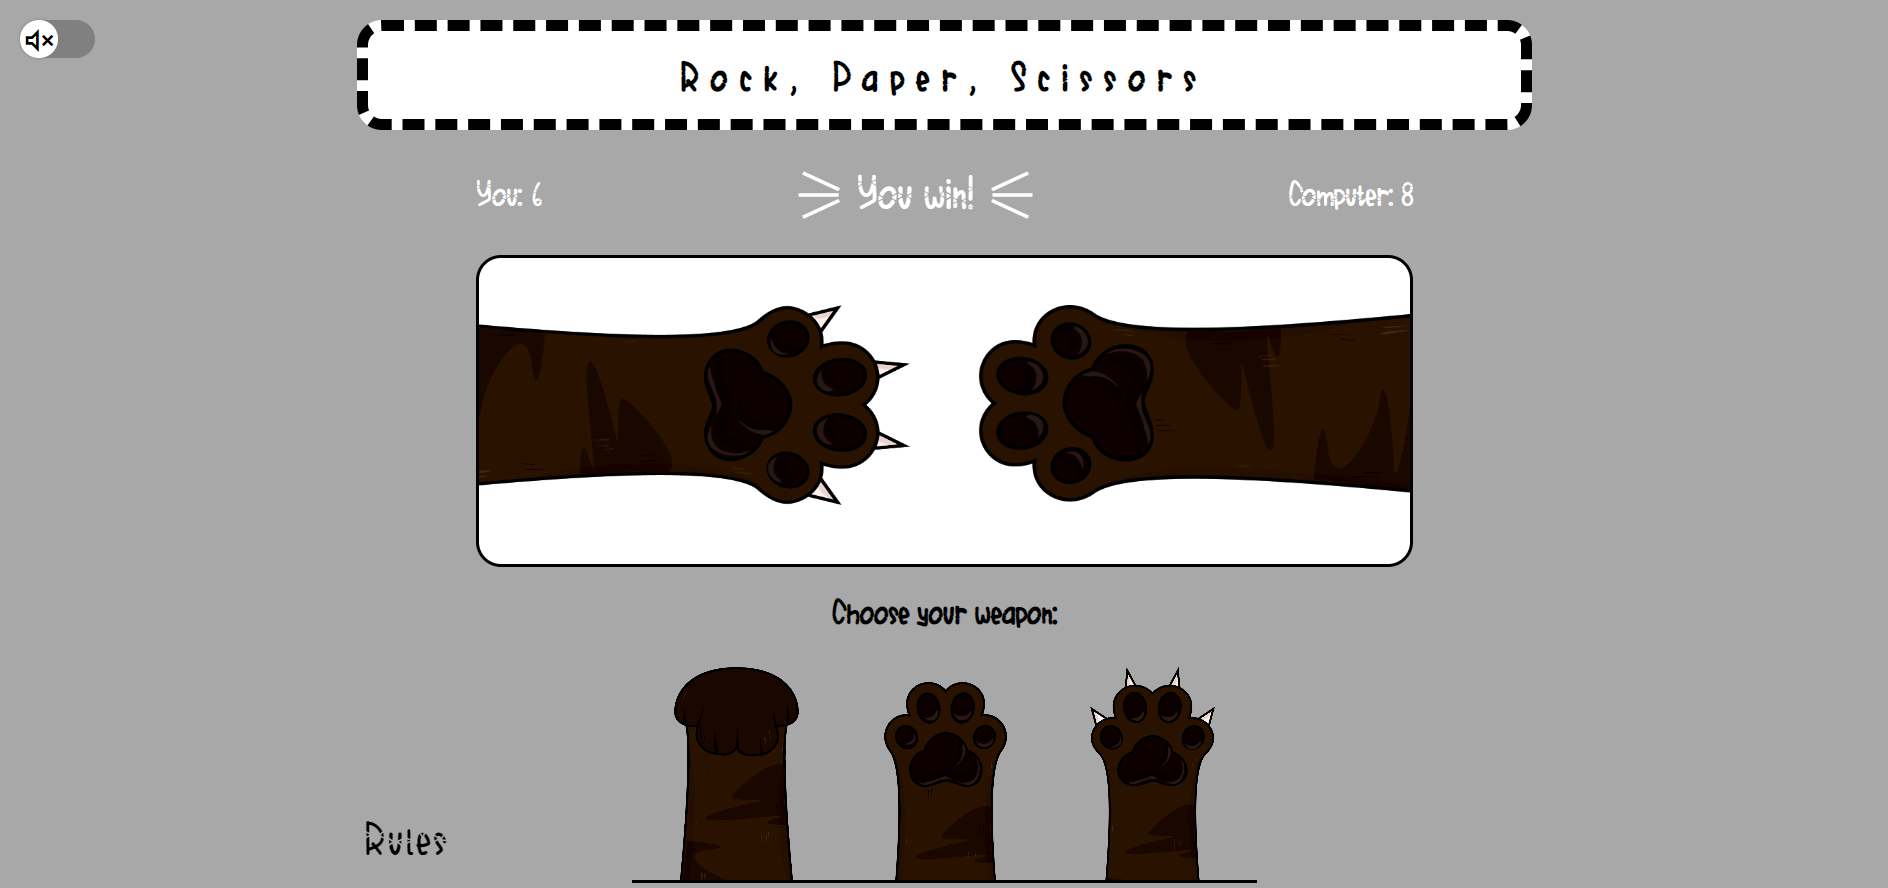 Rock, Paper, Scissors
You: 6
You win!
Computer: 8
Choose your weapon:
Rules